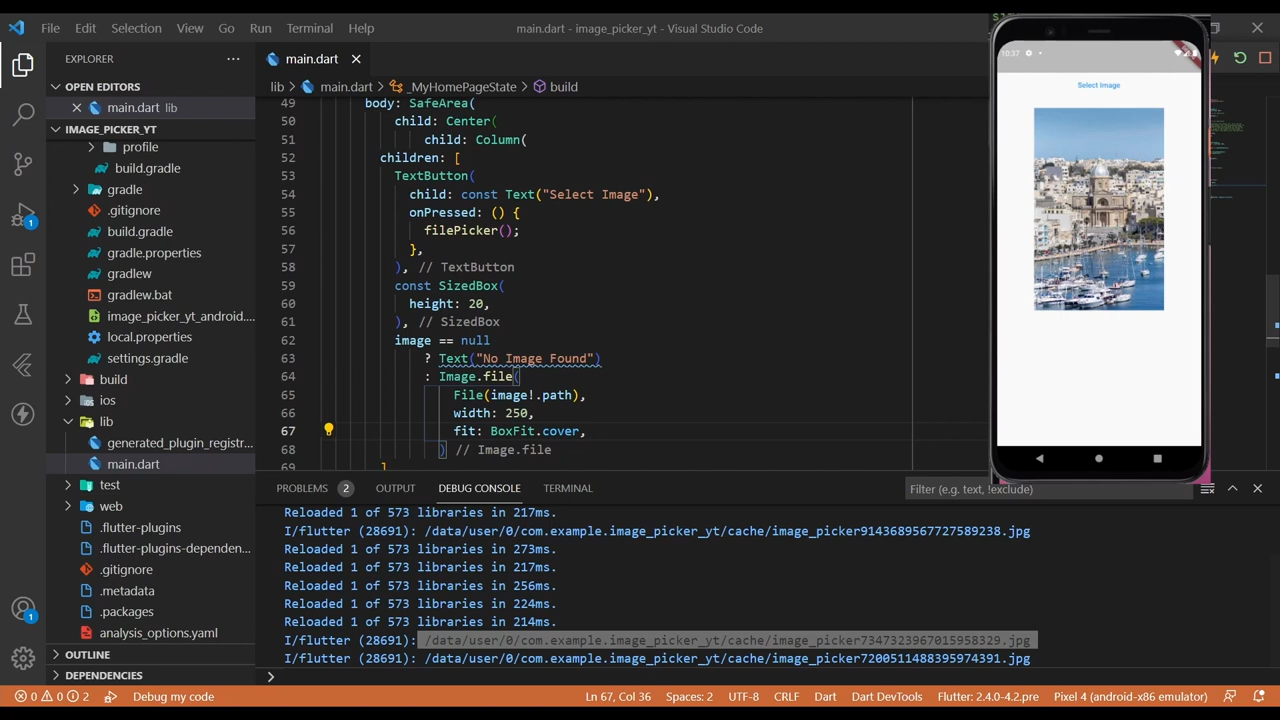 File Edit Selection View Go Run Terminal Help
main.dart - image_picker_yt - Visual Studio Code
EXPLORER
OPEN EDITORS
main.dart lib
IMAGE_PICKER_YT
profile
build.gradle
gradle
.gitignore
build.gradle
gradle.properties
gradlew
gradlew.bat
image_picker_yt_android....
local.properties
settings.gradle
build
ios
lib
generated_plugin_registr...
main.dart
test
web
.flutter-plugins
.flutter-plugins-dependen...
.gitignore
.metadata
.packages
analysis_options.yaml
OUTLINE
DEPENDENCIES
main.dart
lib main.dart _MyHomePageState build
49 body: SafeArea(
50 child: Center(
51 child: Column(
52 children: [
53 TextButton(
54 child: const Text("Select Image"),
55 onPressed: () {
56 filePicker();
57 },
58 ), // TextButton
59 const SizedBox(
60 height: 20,
61 ), // SizedBox
62 image == null
63 ? Text("No Image Found")
64 : Image.file(
65 File(image!.path),
66 width: 250,
67 fit: BoxFit.cover,
68 ) // Image.file
69 ]
10:37
Select Image
PROBLEMS 2 OUTPUT DEBUG CONSOLE TERMINAL
Filter (e.g. text, !exclude)
Reloaded 1 of 573 libraries in 217ms.
I/flutter (28691): /data/user/0/com.example.image_picker_yt/cache/image_picker9143689567727589238.jpg
Reloaded 1 of 573 libraries in 273ms.
Reloaded 1 of 573 libraries in 217ms.
Reloaded 1 of 573 libraries in 256ms.
Reloaded 1 of 573 libraries in 224ms.
Reloaded 1 of 573 libraries in 214ms.
I/flutter (28691): /data/user/0/com.example.image_picker_yt/cache/image_picker7347323967015958329.jpg
I/flutter (28691): /data/user/0/com.example.image_picker_yt/cache/image_picker7200511488395974391.jpg
1
1
0 0 2 Debug my code
Ln 67, Col 36 Spaces: 2 UTF-8 CRLF Dart Dart DevTools Flutter: 2.4.0-4.2.pre Pixel 4 (android-x86 emulator)